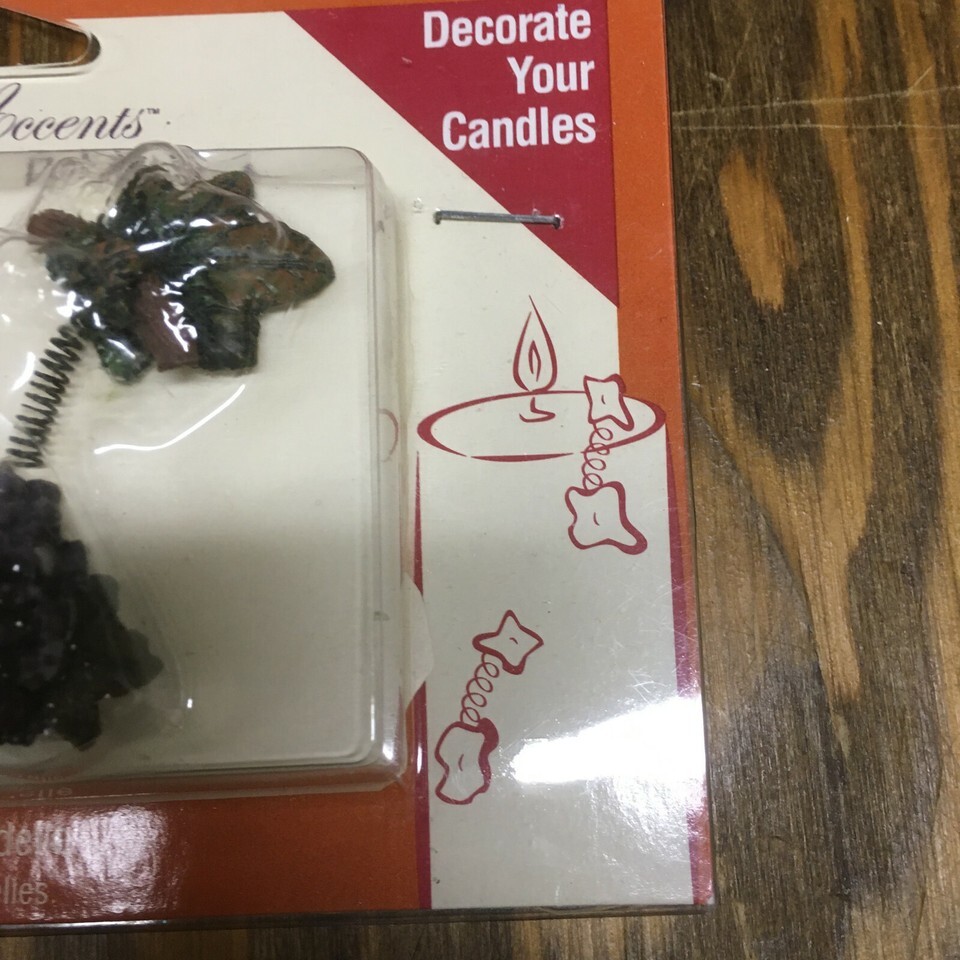 Decorate
Your
Candles
Accents™